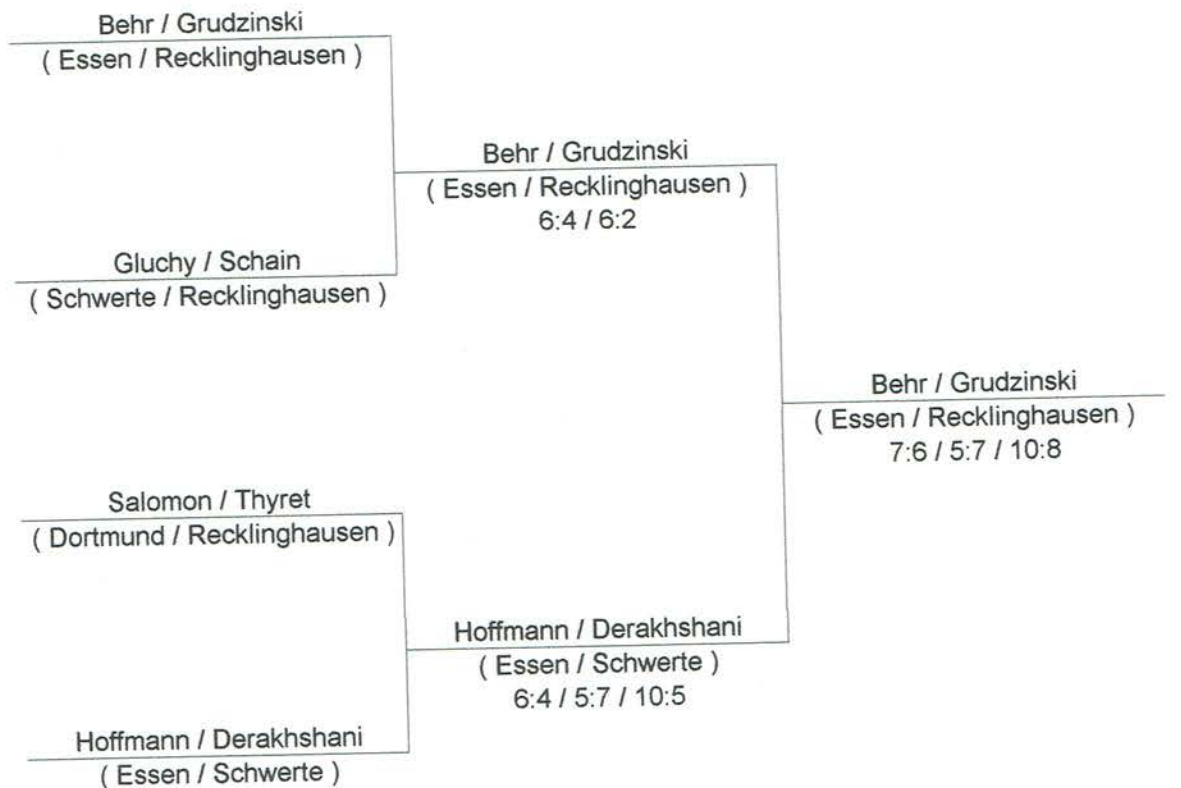 Behr / Grudzinski
( Essen / Recklinghausen )
Behr / Grudzinski
( Essen / Recklinghausen )
6:4 / 6:2
Gluchy / Schain
( Schwerte / Recklinghausen )
Behr / Grudzinski
( Essen / Recklinghausen )
7:6 / 5:7 / 10:8
Salomon / Thyret
( Dortmund / Recklinghausen )
Hoffmann / Derakhshani
( Essen / Schwerte )
6:4 / 5:7 / 10:5
Hoffmann / Derakhshani
( Essen / Schwerte )